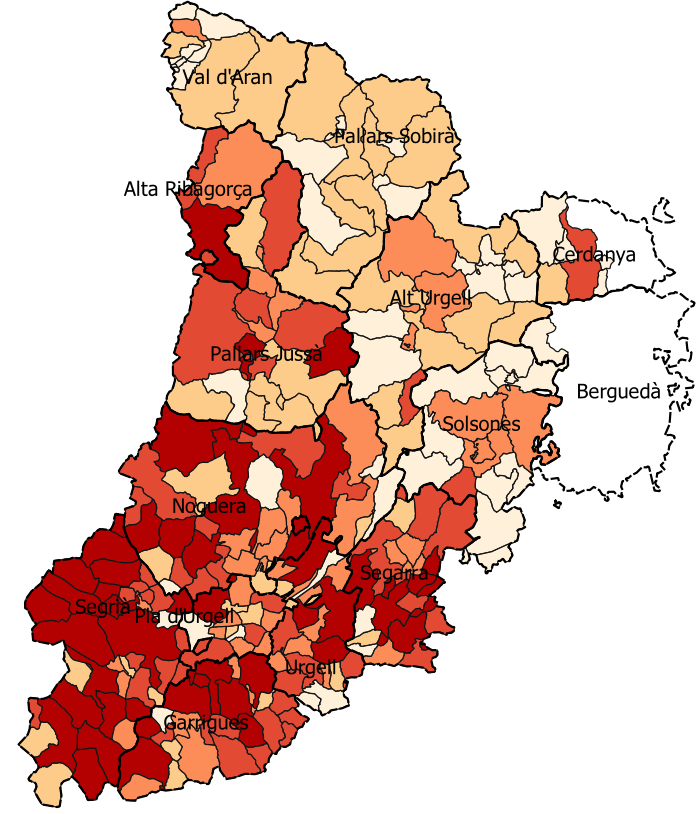 Val d'Aran
Pallars Sobirà
Alta Ribagorça
Cerdanya
Alt Urgell
Pallars Jussà
Berguedà
Solsonès
Noguera
Segarra
Segrià
Pla d'Urgell
Urgell
Garrigues